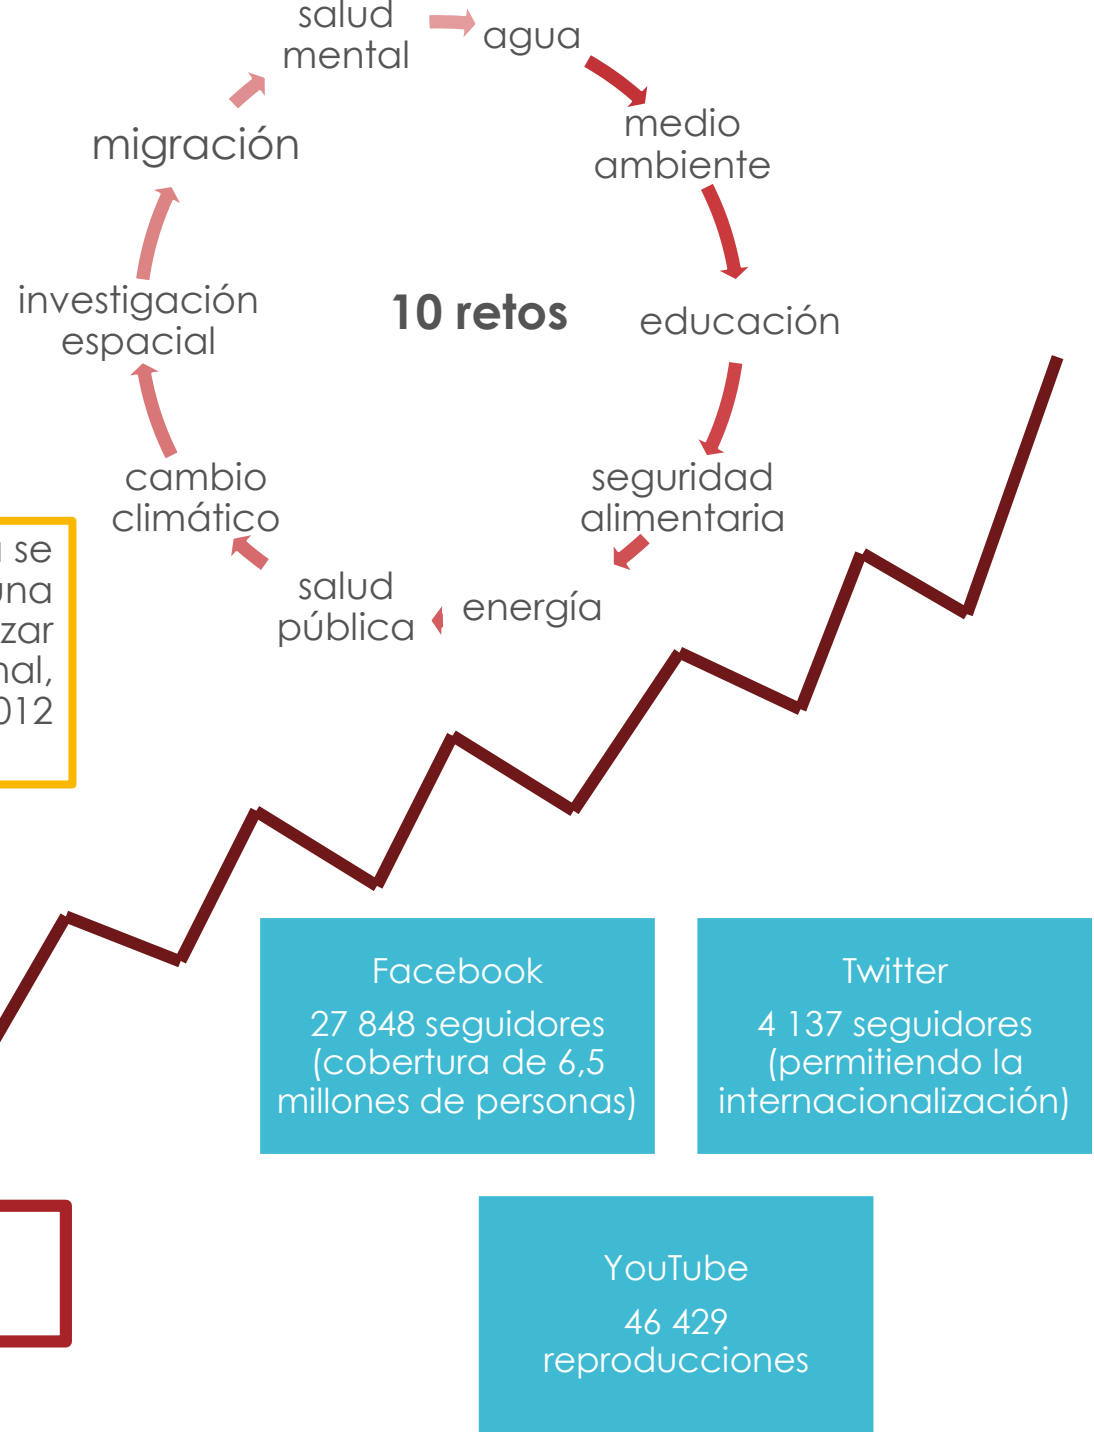 salud
mental
agua
medio
ambiente
educación
seguridad
alimentaria
energía
salud
pública
cambio
climático
investigación
espacial
migración
10 retos
se
nal,
012
Facebook
27 848 seguidores
(cobertura de 6,5
millones de personas)
Twitter
4 137 seguidores
(permitiendo la
internacionalización)
YouTube
46 429
reproducciones